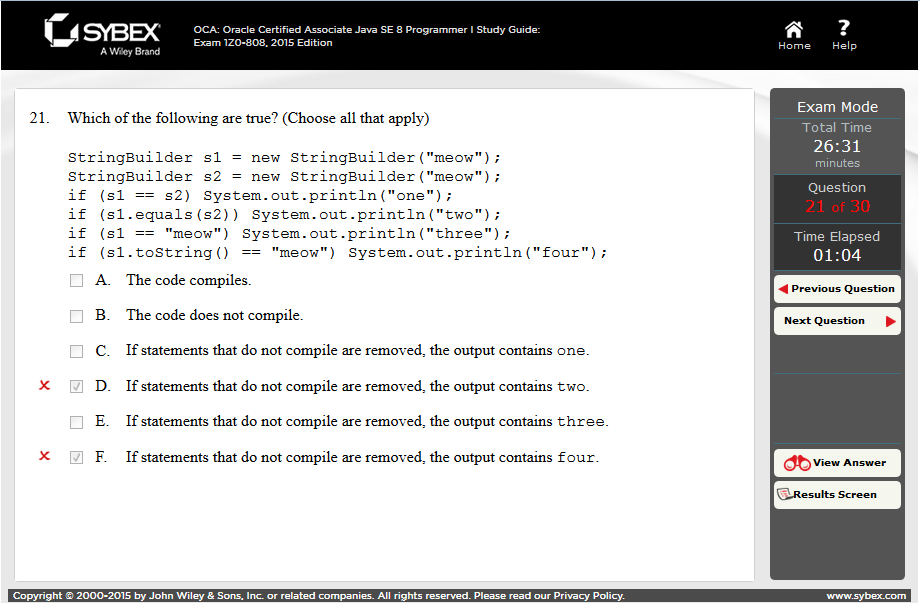 SYBEX
A Wiley Brand
OCA: Oracle Certified Associate Java SE 8 Programmer I Study Guide:
Exam 1Z0-808, 2015 Edition
Home
?
Help
21. Which of the following are true? (Choose all that apply)
StringBuilder s1 = new StringBuilder("meow");
StringBuilder s2 = new StringBuilder("meow");
if (s1 == s2) System.out.println("one");
if (s1.equals(s2)) System.out.println("two");
if (s1 == "meow") System.out.println("three");
if (s1.toString() == "meow") System.out.println("four");
A. The code compiles.
B. The code does not compile.
C. If statements that do not compile are removed, the output contains one.
D. If statements that do not compile are removed, the output contains two.
E. If statements that do not compile are removed, the output contains three.
F. If statements that do not compile are removed, the output contains four.
Exam Mode
Total Time
26:31
minutes
Question
21 of 30
Time Elapsed
01:04
Previous Question
Next Question
View Answer
Results Screen
Copyright © 2000-2015 by John Wiley & Sons, Inc. or related companies. All rights reserved. Please read our Privacy Policy.
www.sybex.com